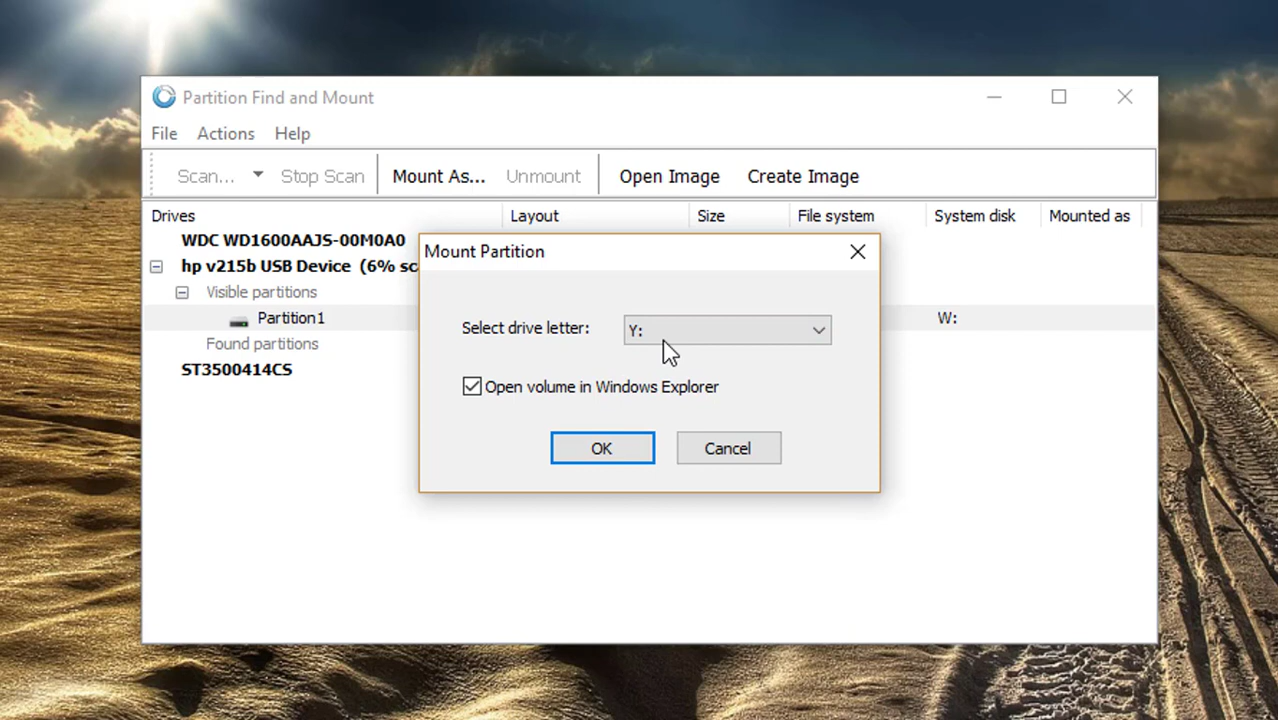 Partition Find and Mount
File Actions Help
Scan... Stop Scan Mount As... Unmount Open Image Create Image
Drives Layout Size File system System disk Mounted as
WDC WD1600AAJS-00M0A0
hp v215b USB Device (6% sc
Visible partitions
Partition1 W:
Found partitions
ST3500414CS
Mount Partition
Select drive letter: Y:
Open volume in Windows Explorer
OK Cancel